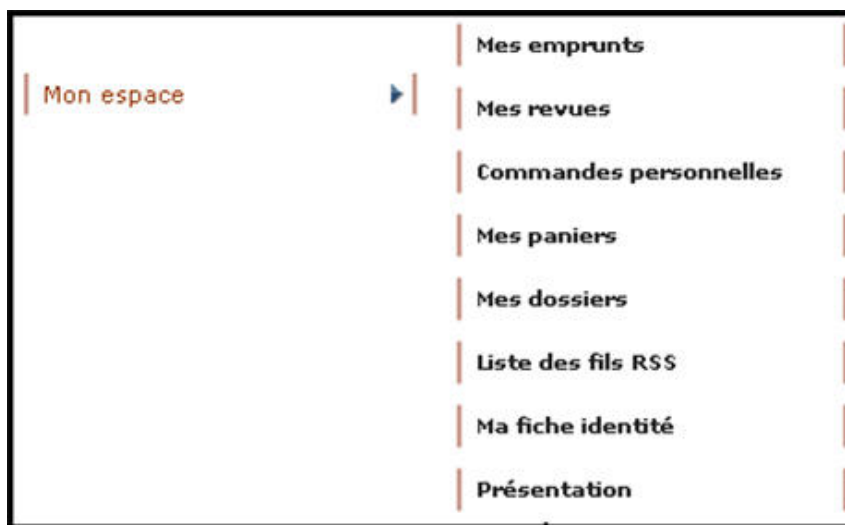 Mon espace
Mes emprunts
Mes revues
Commandes personnelles
Mes paniers
Mes dossiers
Liste des fils RSS
Ma fiche identité
Présentation